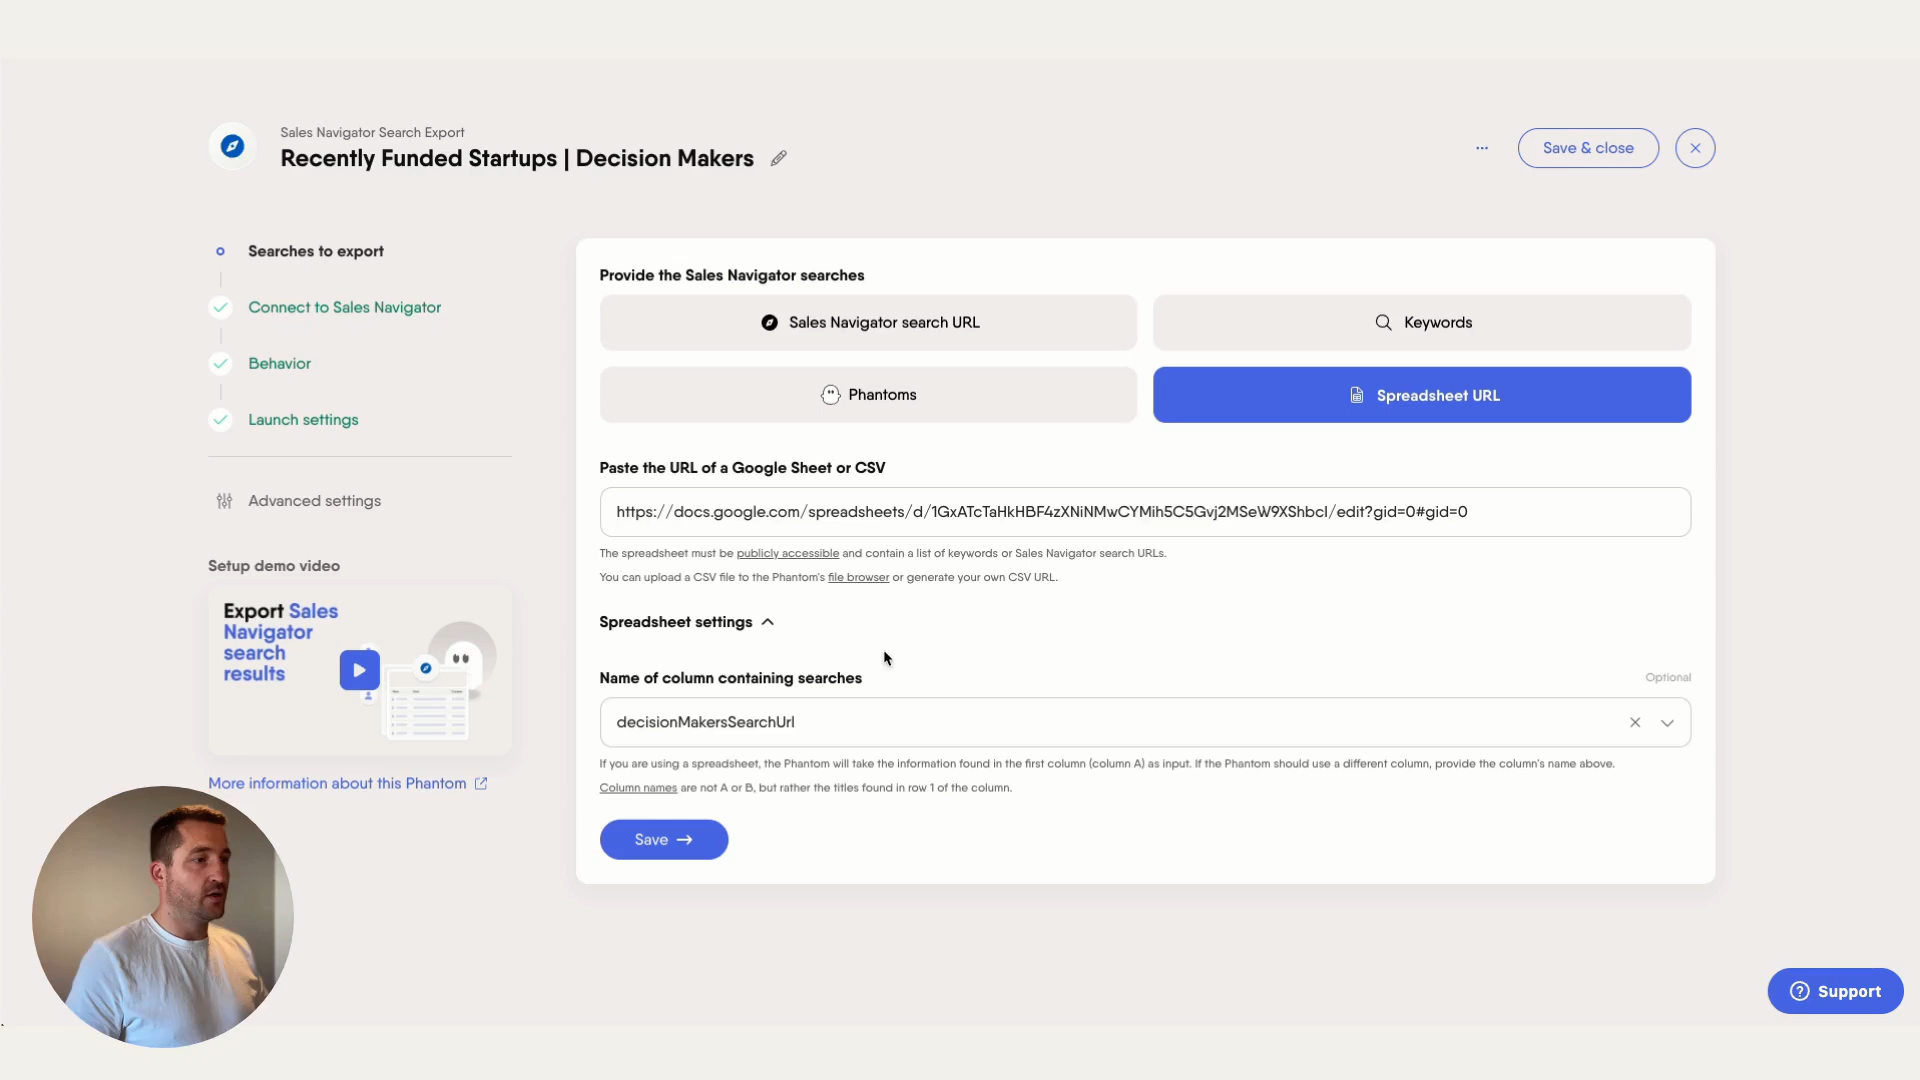 Sales Navigator Search Export
Recently Funded Startups | Decision Makers
Save & close
Searches to export
Connect to Sales Navigator
Behavior
Launch settings
Advanced settings
Setup demo video
Export Sales
Navigator
search
results
More information about this Phantom
Provide the Sales Navigator searches
Sales Navigator search URL
Keywords
Phantoms
Spreadsheet URL
Paste the URL of a Google Sheet or CSV
https://docs.google.com/spreadsheets/d/1GxATcTaHkHBF4zXNiNMwCYMih5C5Gvj2MSeW9XShbcI/edit?gid=0#gid=0
The spreadsheet must be publicly accessible and contain a list of keywords or Sales Navigator search URLs.
You can upload a CSV file to the Phantom's file browser or generate your own CSV URL.
Spreadsheet settings
Name of column containing searches
Optional
decisionMakersSearchUrl
If you are using a spreadsheet, the Phantom will take the information found in the first column (column A) as input. If the Phantom should use a different column, provide the column's name above.
Column names are not A or B, but rather the titles found in row 1 of the column.
Save
Support